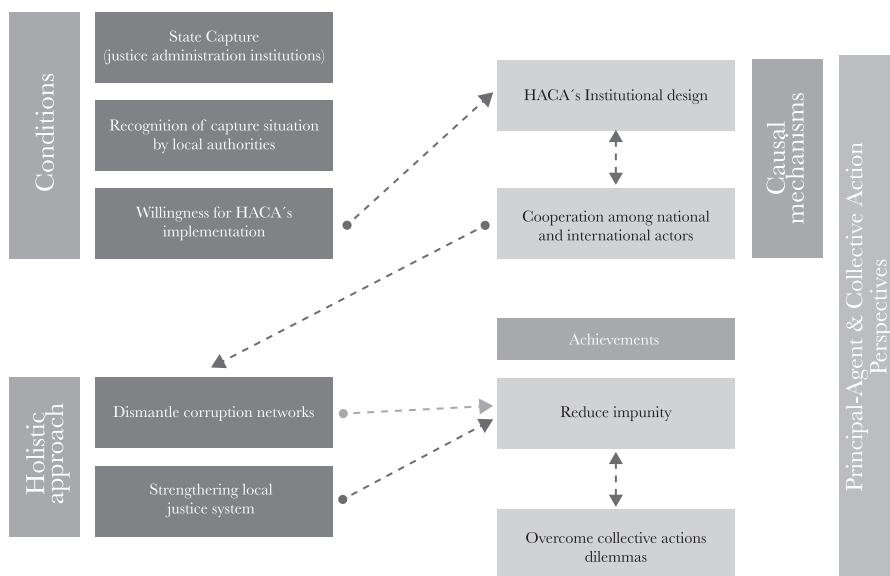 Conditions
State Capture
(justice administration institutions)
Recognition of capture situation
by local authorities
Willingness for HACA´s
implementation
HACA´s Institutional design
Cooperation among national
and international actors
Causal
mechanisms
Principal-Agent & Collective Action
Perspectives
Holistic
approach
Dismantle corruption networks
Strengthering local
justice system
Achievements
Reduce impunity
Overcome collective actions
dilemmas